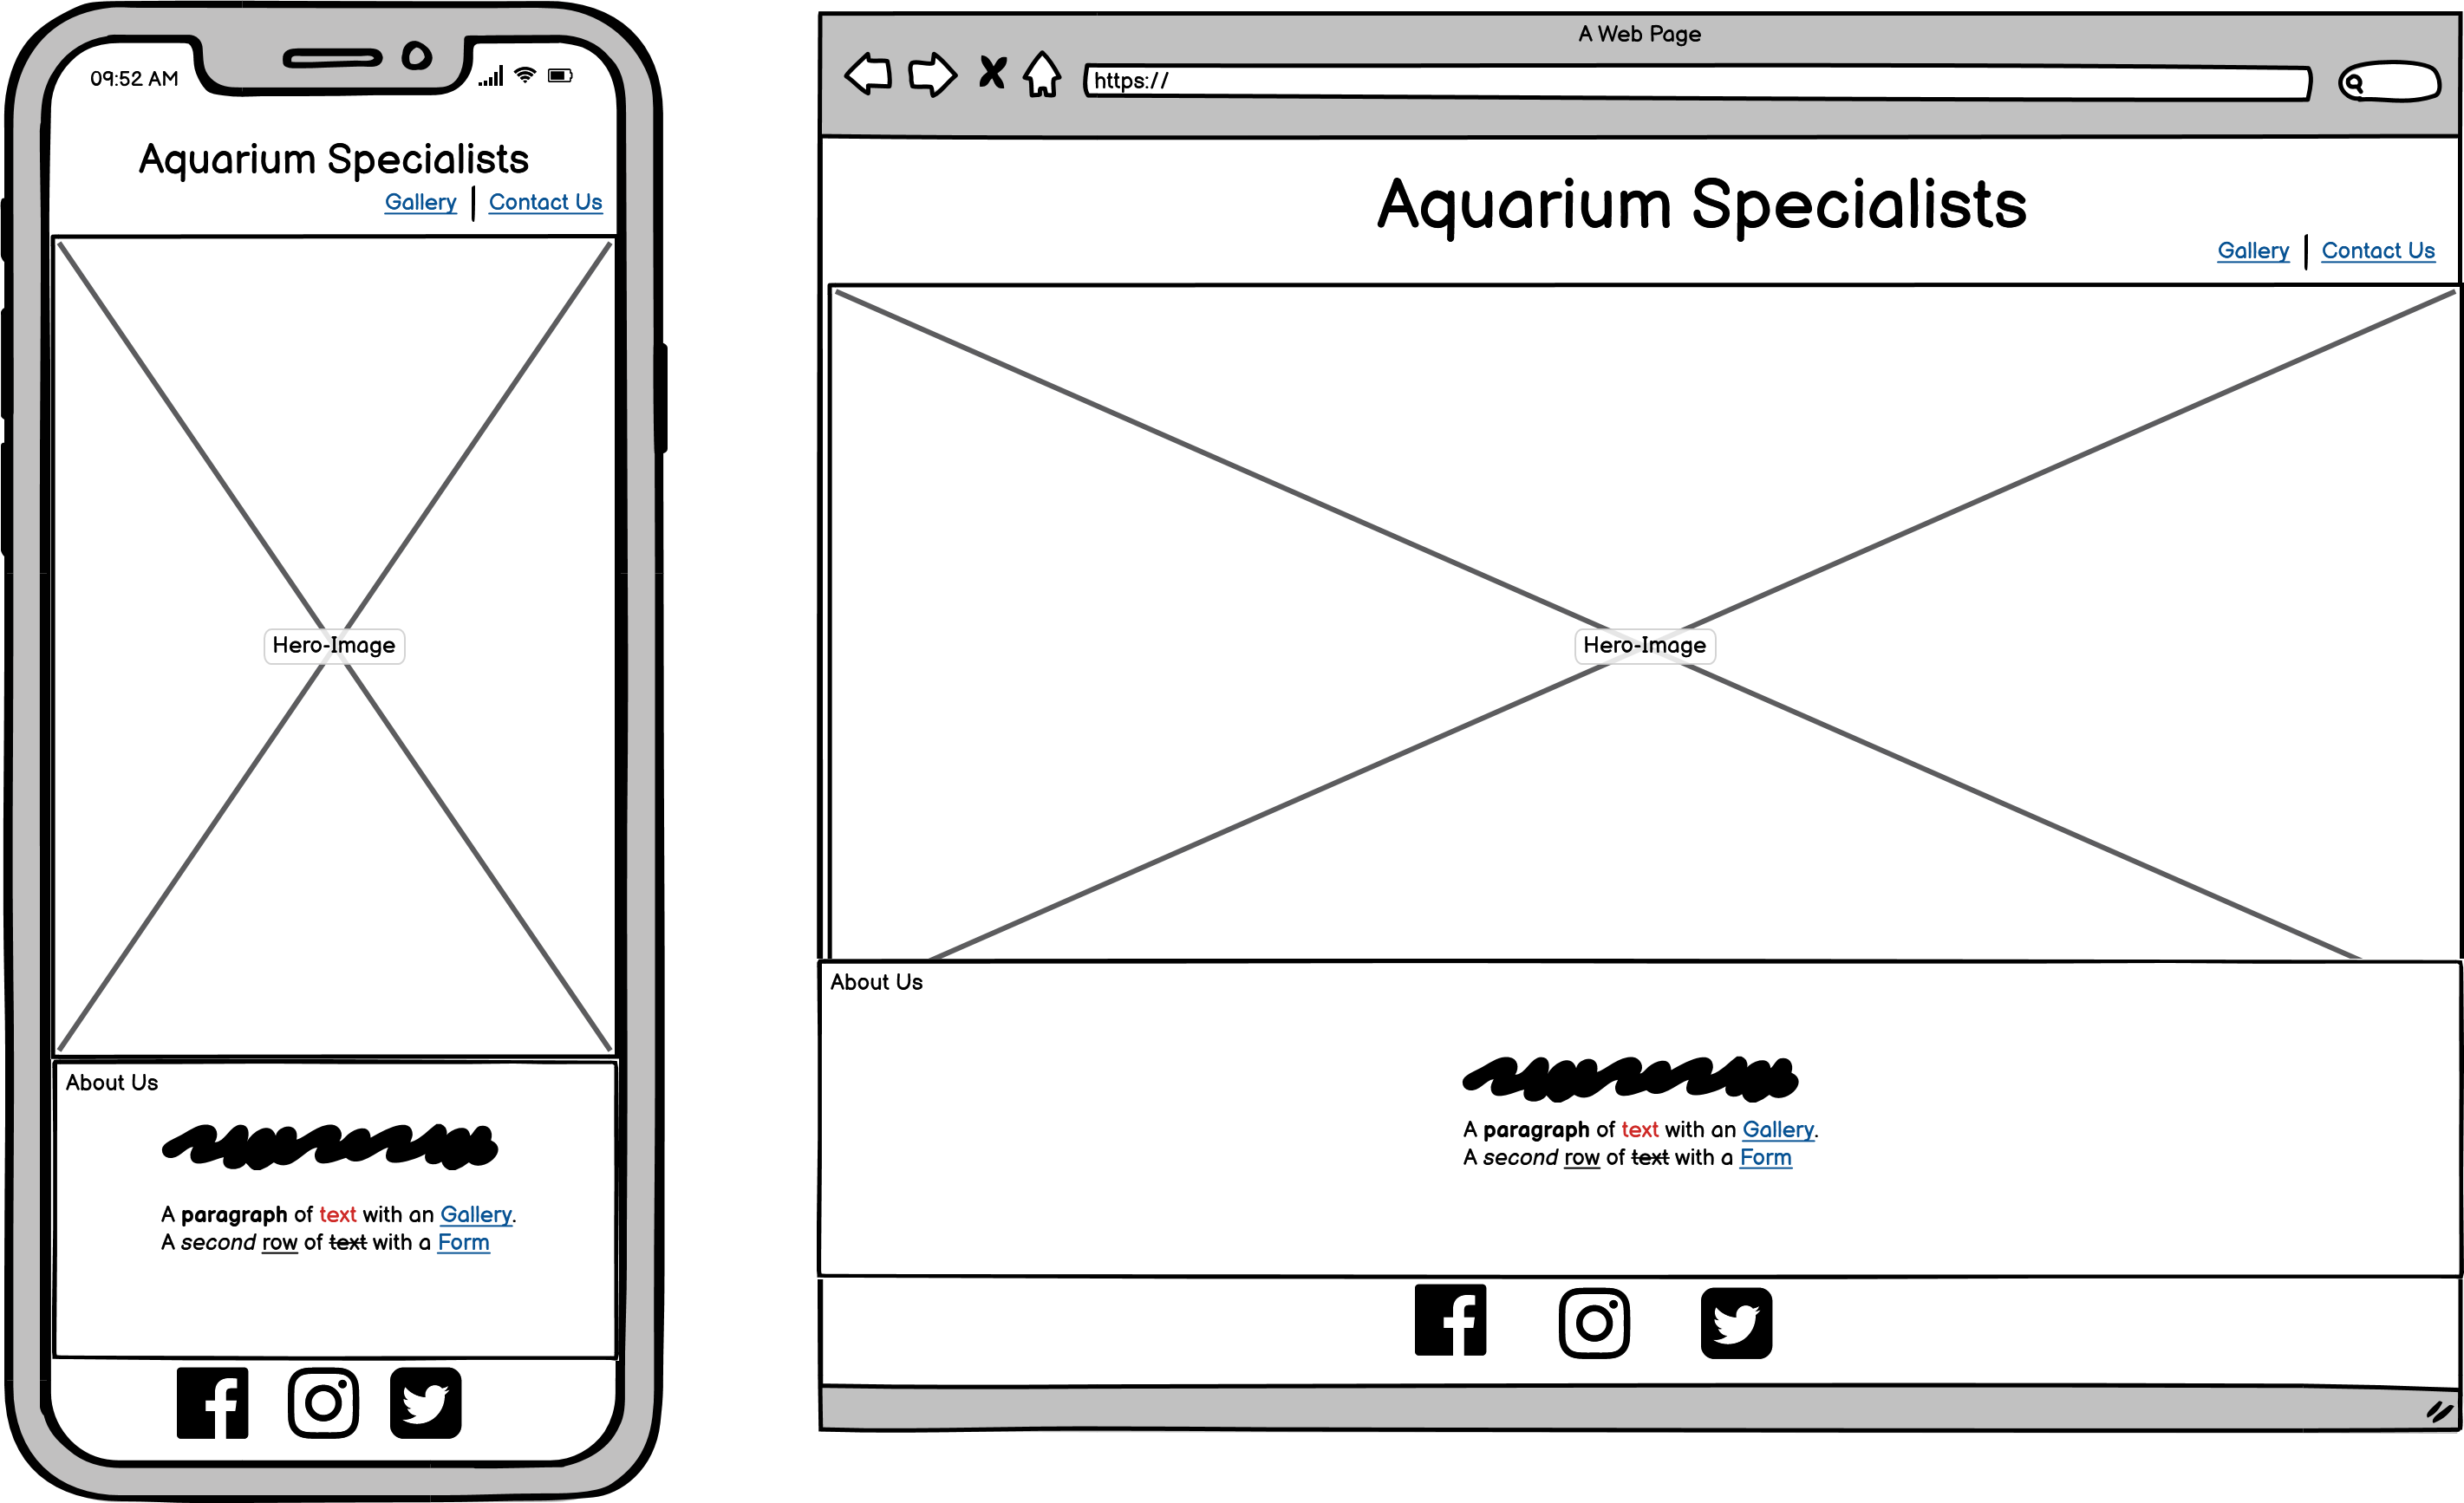 09:52 AM
Aquarium Specialists
Gallery
Contact Us
Hero-Image
About Us
A paragraph of text with an Gallery.
A second row of text with a Form
A Web Page
https://
Aquarium Specialists
Gallery
Contact Us
Hero-Image
About Us
A paragraph of text with an Gallery.
A second row of text with a Form